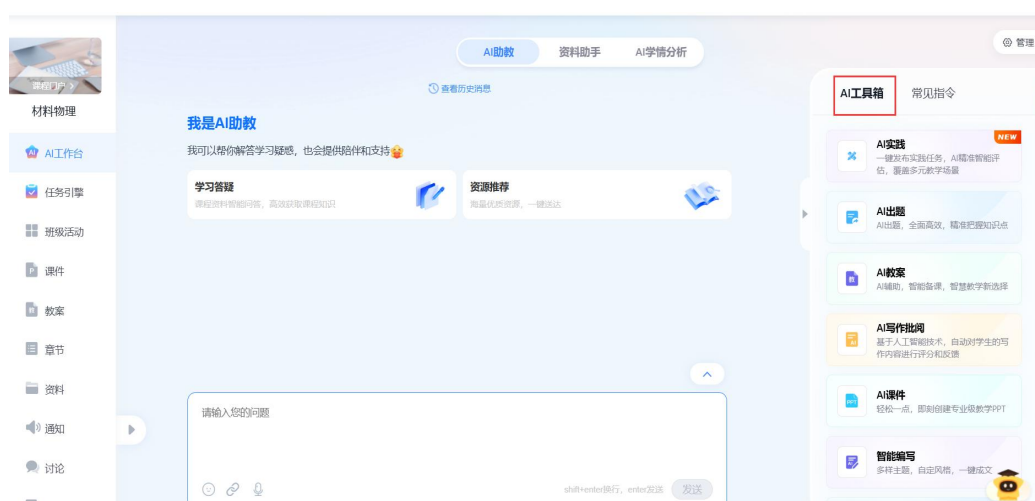 课程门户 >
材料物理
AI工作台
任务引擎
班级活动
课件
教案
章节
资料
通知
讨论
AI助教
资料助手
AI学情分析
查看历史消息
我是AI助教
我可以帮你解答学习疑惑，也会提供陪伴和支持
学习答疑
课程资料智能问答，高效获取课程知识
资源推荐
海量优质资源，一键送达
请输入您的问题
shift+enter换行，enter发送
发送
管理
AI工具箱
常见指令
NEW
AI实践
一键发布实践任务，AI精准智能评
估，覆盖多元教学场景
AI出题
AI出题，全面高效，精准把握知识点
AI教案
AI辅助，智能备课，智慧教学新选择
AI写作批阅
基于人工智能技术，自动对学生的写
作内容进行评分和反馈
AI课件
轻松一点，即刻创建专业级教学PPT
智能编写
多样主题，自定风格，一键成文